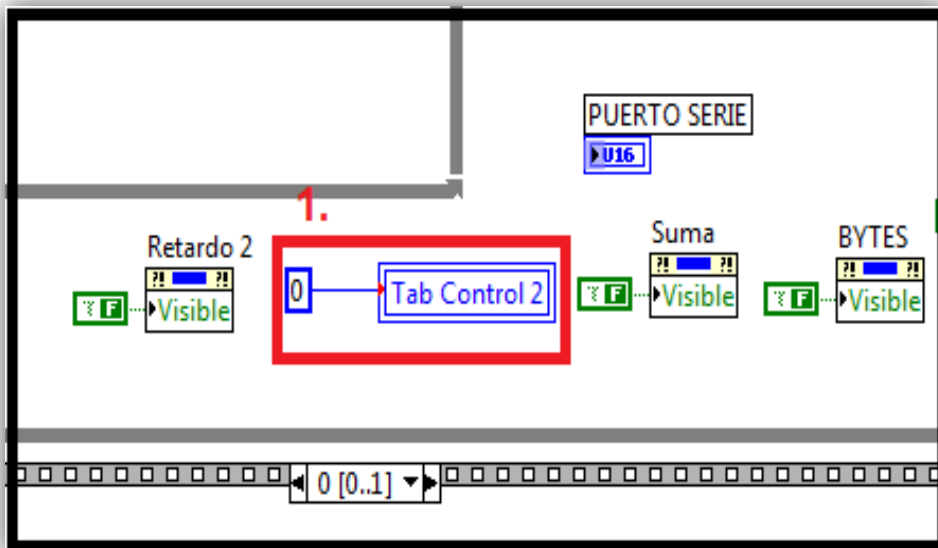 PUERTO SERIE
U16
1.
Retardo 2
?! ?!
F
Visible
0
Tab Control 2
Suma
?! ?!
F
Visible
BYTES
?! ?!
F
Visible
0 [0..1]